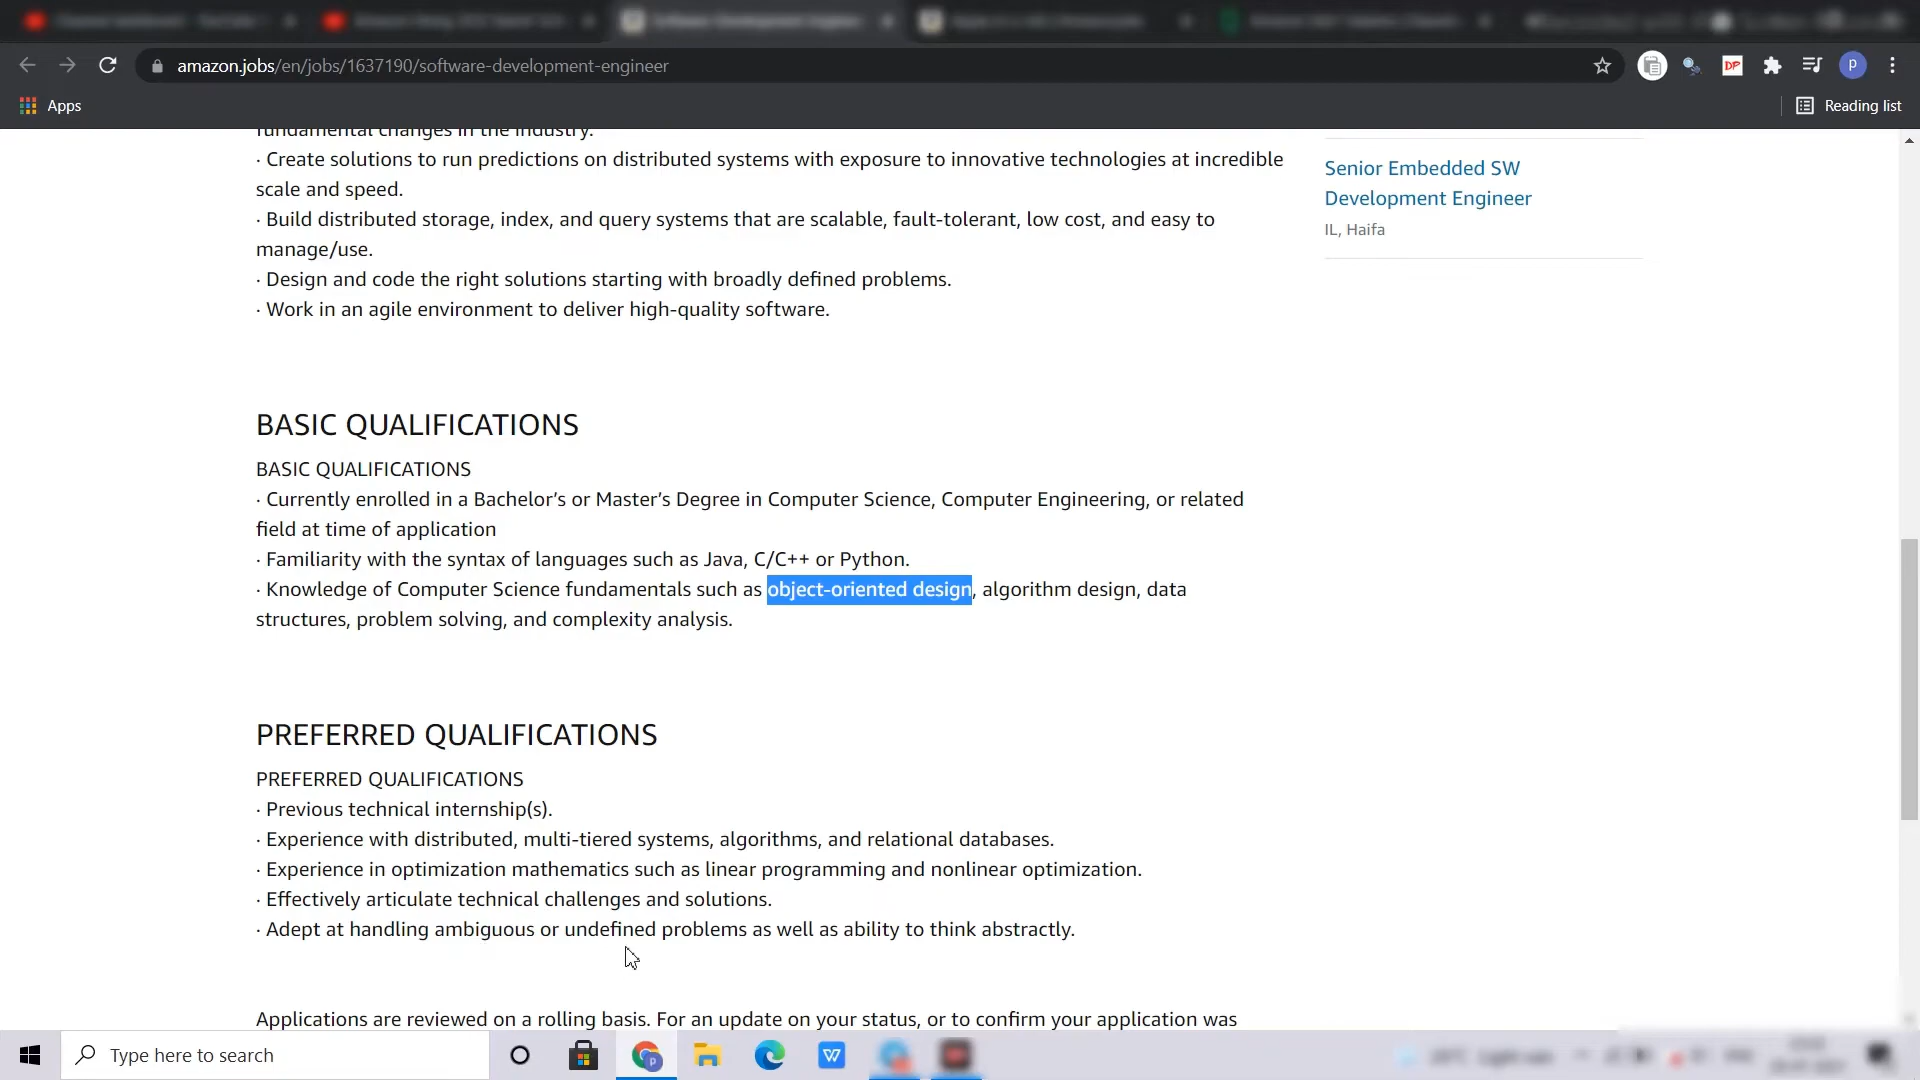 amazon.jobs/en/jobs/1637190/software-development-engineer
DP
P
Apps
Reading list
fundamental changes in the industry.
· Create solutions to run predictions on distributed systems with exposure to innovative technologies at incredible
scale and speed.
· Build distributed storage, index, and query systems that are scalable, fault-tolerant, low cost, and easy to
manage/use.
· Design and code the right solutions starting with broadly defined problems.
· Work in an agile environment to deliver high-quality software.
Senior Embedded SW
Development Engineer
IL, Haifa
BASIC QUALIFICATIONS
BASIC QUALIFICATIONS
· Currently enrolled in a Bachelor’s or Master’s Degree in Computer Science, Computer Engineering, or related
field at time of application
· Familiarity with the syntax of languages such as Java, C/C++ or Python.
· Knowledge of Computer Science fundamentals such as object-oriented design, algorithm design, data
structures, problem solving, and complexity analysis.
PREFERRED QUALIFICATIONS
PREFERRED QUALIFICATIONS
· Previous technical internship(s).
· Experience with distributed, multi-tiered systems, algorithms, and relational databases.
· Experience in optimization mathematics such as linear programming and nonlinear optimization.
· Effectively articulate technical challenges and solutions.
· Adept at handling ambiguous or undefined problems as well as ability to think abstractly.
Applications are reviewed on a rolling basis. For an update on your status, or to confirm your application was
Type here to search